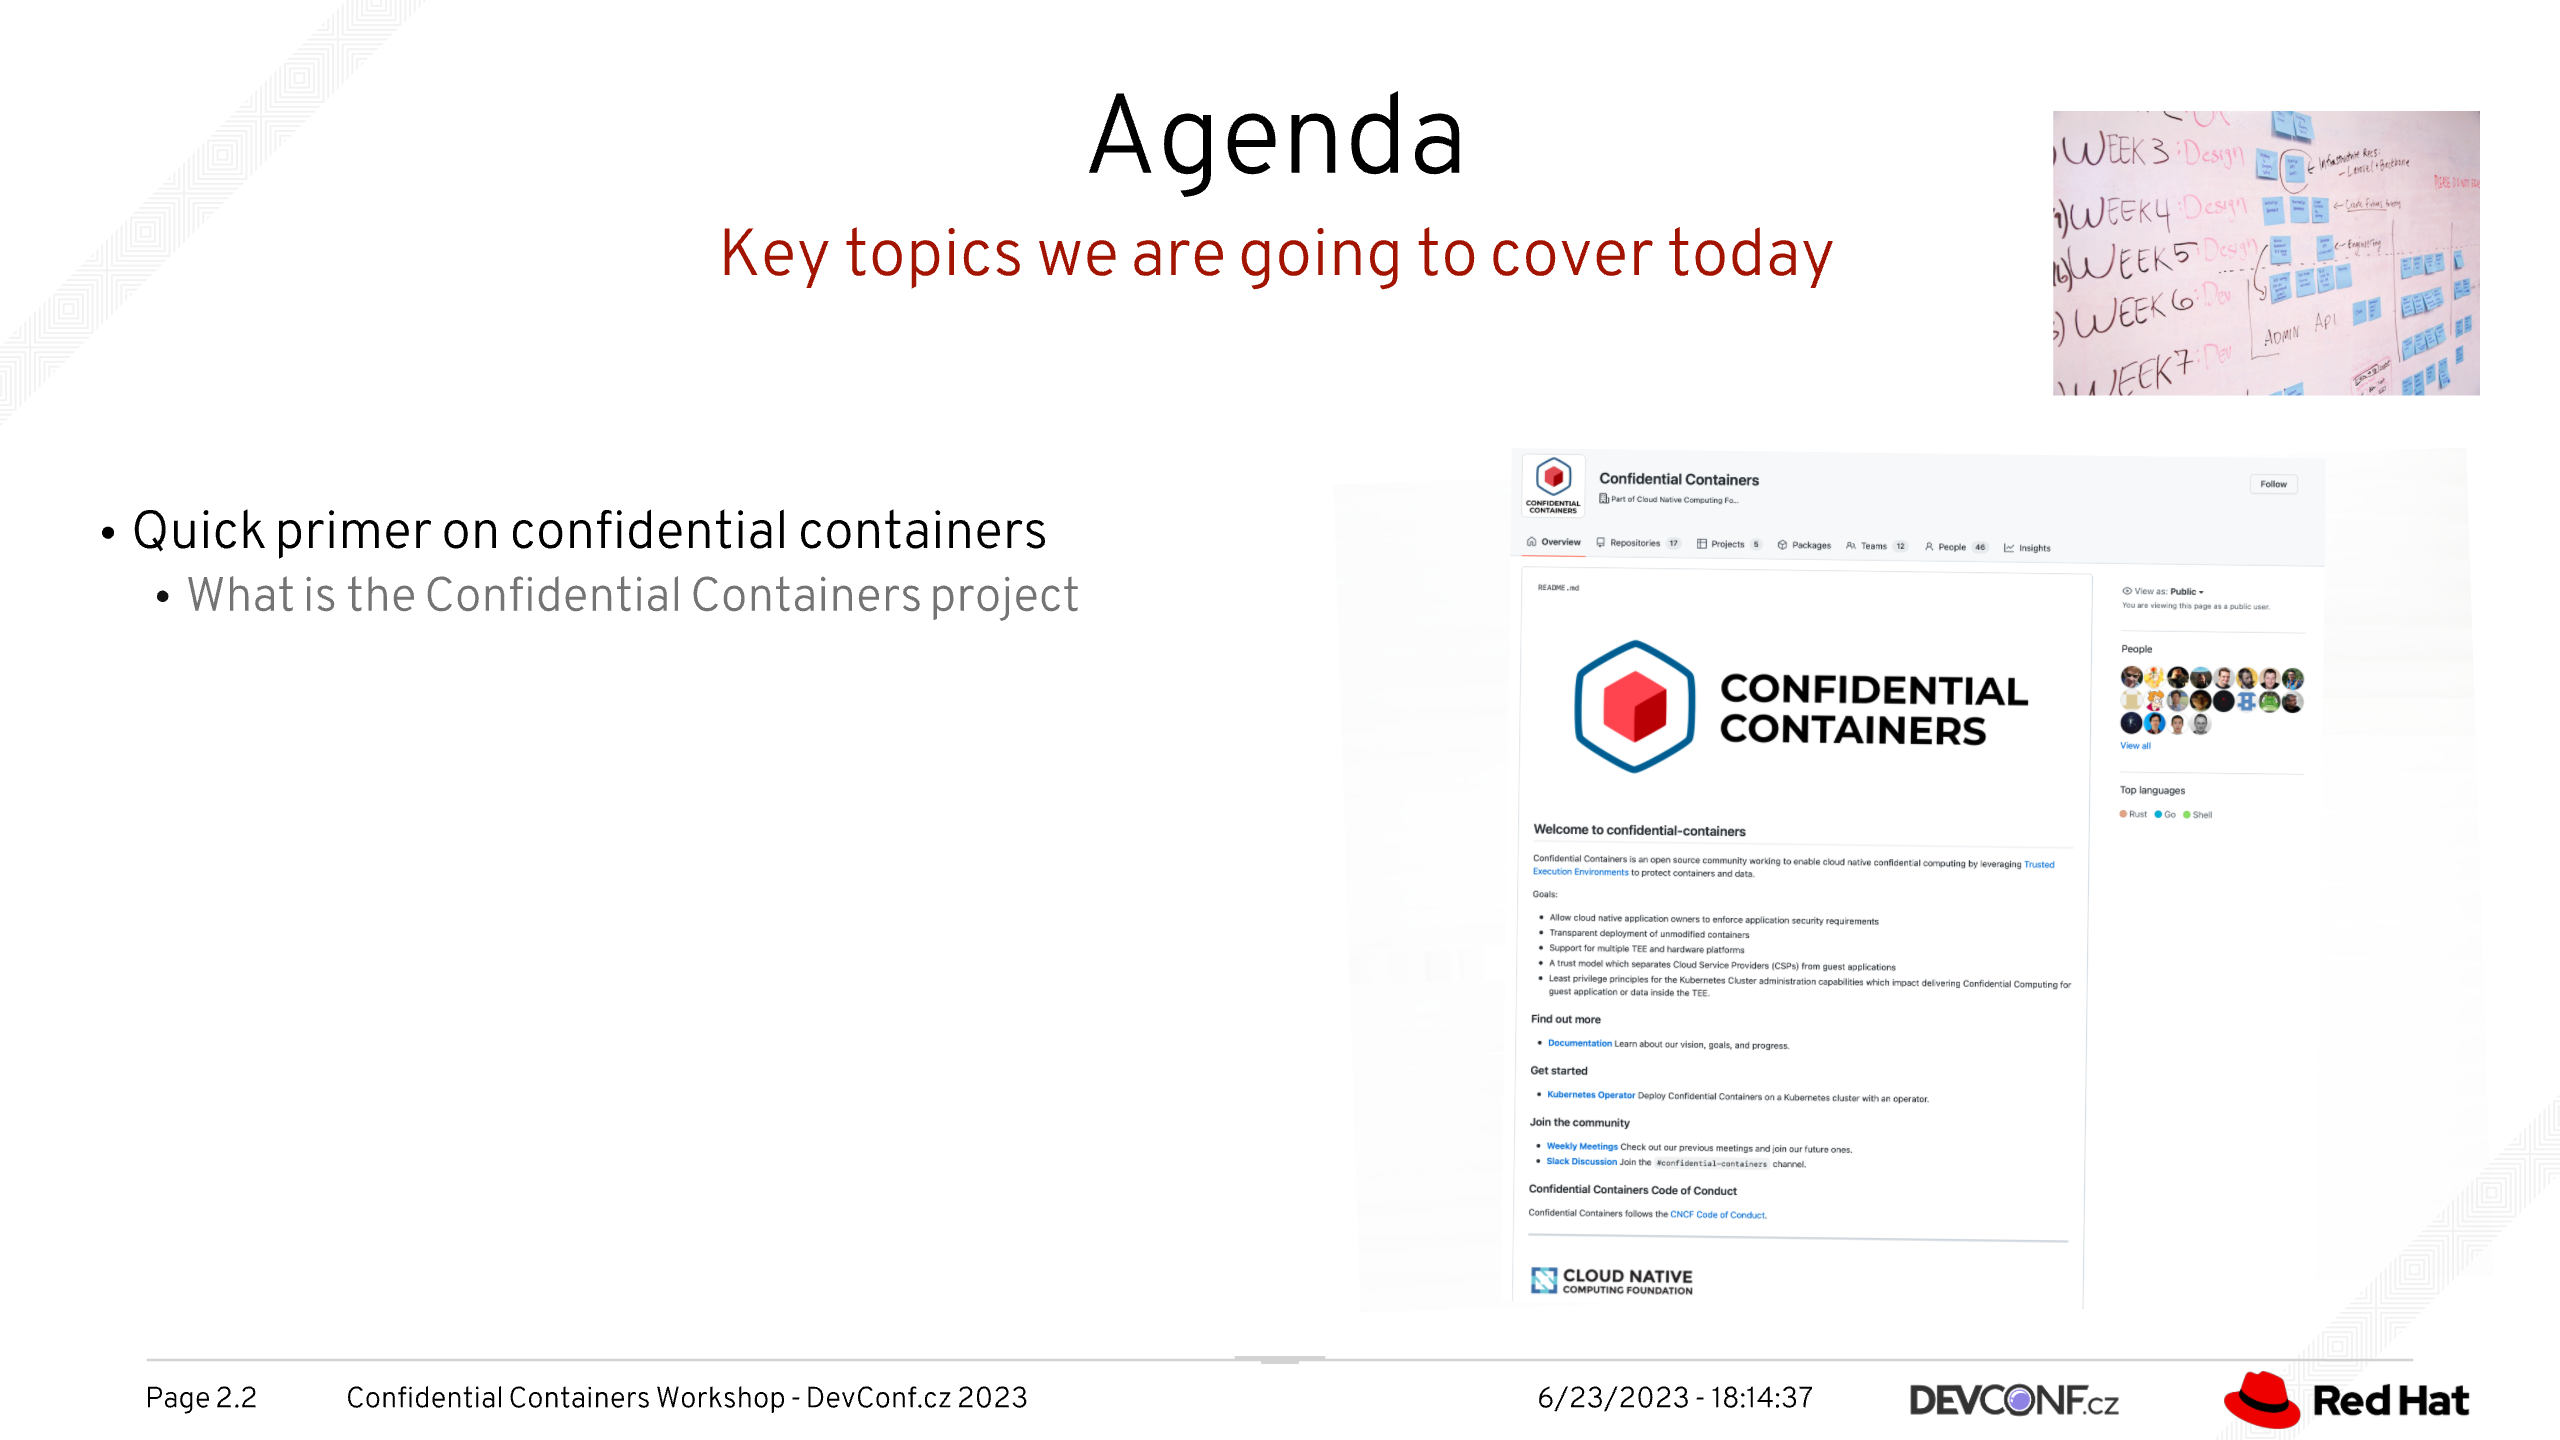 Agenda
Key topics we are going to cover today
WEEK 3 : Design
Infrastructure Recs:
WEEK 4 : Design
WEEK 5 : Design
Engineering
WEEK 6 : Dev
ADMIN API
WEEK 7 : Dev
• Quick primer on confidential containers
• What is the Confidential Containers project
CONFIDENTIAL
CONTAINERS
Confidential Containers
Part of Cloud Native Computing Fo...
Follow
Overview Repositories 17 Projects 5 Packages Teams 12 People 46 Insights
README.md
CONFIDENTIAL
CONTAINERS
Welcome to confidential-containers
Confidential Containers is an open source community working to enable cloud native confidential computing by leveraging Trusted
Execution Environments to protect containers and data.
Goals:
• Allow cloud native application owners to enforce application security requirements
• Transparent deployment of unmodified containers
• Support for multiple TEE and hardware platforms
• A trust model which separates Cloud Service Providers (CSPs) from guest applications
• Least privilege principles for the Kubernetes Cluster administration capabilities which impact delivering Confidential Computing for
guest application or data inside the TEE.
Find out more
• Documentation Learn about our vision, goals, and progress.
Get started
• Kubernetes Operator Deploy Confidential Containers on a Kubernetes cluster with an operator.
Join the community
• Weekly Meetings Check out our previous meetings and join our future ones.
• Slack Discussion Join the #confidential-containers channel.
Confidential Containers Code of Conduct
Confidential Containers follows the CNCF Code of Conduct.
CLOUD NATIVE
COMPUTING FOUNDATION
View as: Public
You are viewing this page as a public user.
People
View all
Top languages
Rust Go Shell
Page 2.2
Confidential Containers Workshop - DevConf.cz 2023
6/23/2023 - 18:14:37
DEVCONF.cz
Red Hat